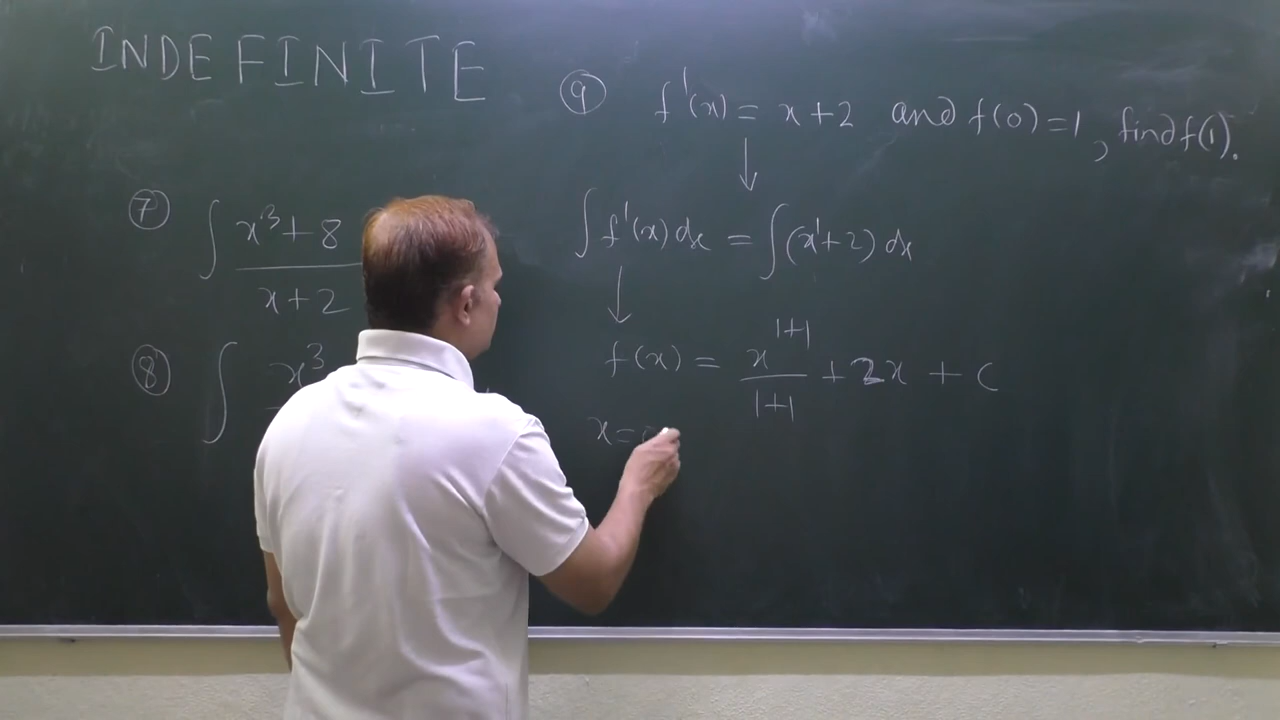 INDEFINITE
⑨ f'(x) = x + 2 and f(0) = 1, find f(1).
↓
⑦ ∫ x³ + 8 / x + 2
∫ f'(x) dx = ∫ (x¹ + 2) dx
↓
⑧ ∫ x³
f(x) = x^(1+1) / 1+1 + 2x + C
x =